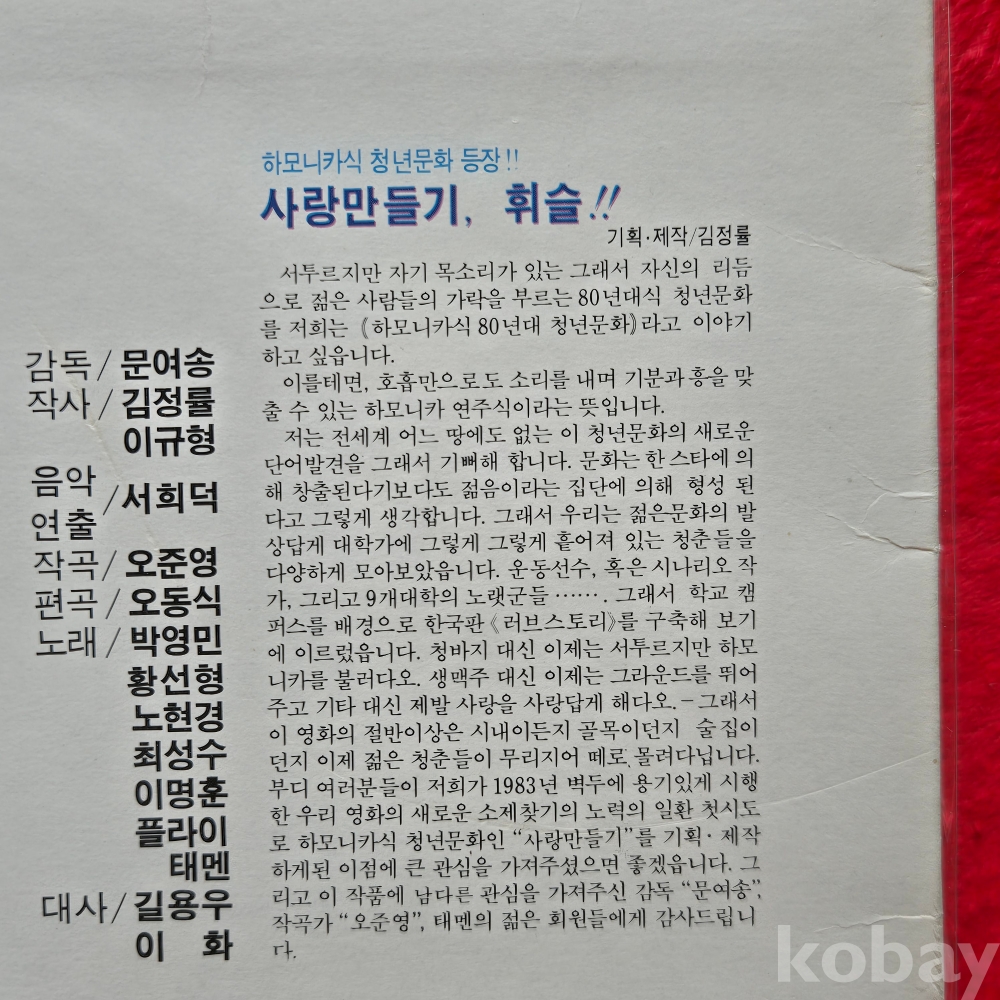 하모니카식 청년문화 등장!!
사랑만들기, 휘슬!!
기획·제작/김정률
서투르지만 자기 목소리가 있는 그래서 자신의 리듬
으로 젊은 사람들의 가락을 부르는 80년대식 청년문화
를 저희는 《하모니카식 80년대 청년문화》라고 이야기
하고 싶읍니다.
이를테면, 호흡만으로도 소리를 내며 기분과 흥을 맞
출 수 있는 하모니카 연주식이라는 뜻입니다.
저는 전세계 어느 땅에도 없는 이 청년문화의 새로운
단어발견을 그래서 기뻐해 합니다. 문화는 한 스타에 의
해 창출된다기보다도 젊음이라는 집단에 의해 형성 된
다고 그렇게 생각합니다. 그래서 우리는 젊은문화의 발
상답게 대학가에 그렇게 그렇게 흩어져 있는 청춘들을
다양하게 모아보았읍니다. 운동선수, 혹은 시나리오 작
가, 그리고 9개대학의 노랫군들 ……. 그래서 학교 캠
퍼스를 배경으로 한국판 《러브스토리》를 구축해 보기
에 이르렀읍니다. 청바지 대신 이제는 서투르지만 하모
니카를 불러다오. 생맥주 대신 이제는 그라운드를 뛰어
주고 기타 대신 제발 사랑을 사랑답게 해다오. – 그래서
이 영화의 절반이상은 시내이든지 골목이던지 술집이
던지 이제 젊은 청춘들이 무리지어 떼로 몰려다닙니다.
부디 여러분들이 저희가 1983년 벽두에 용기있게 시행
한 우리 영화의 새로운 소제찾기의 노력의 일환 첫시도
로 하모니카식 청년문화인 “사랑만들기”를 기획·제작
하게된 이점에 큰 관심을 가져주셨으면 좋겠읍니다. 그
리고 이 작품에 남다른 관심을 가져주신 감독 “문여송”,
작곡가 “오준영”, 태멘의 젊은 회원들에게 감사드립니
다.
감독/문여송
작사/김정률
이규형
음악
연출/서희덕
작곡/오준영
편곡/오동식
노래/박영민
황선형
노현경
최성수
이명훈
플라이
태멘
대사/길용우
이 화
kobay